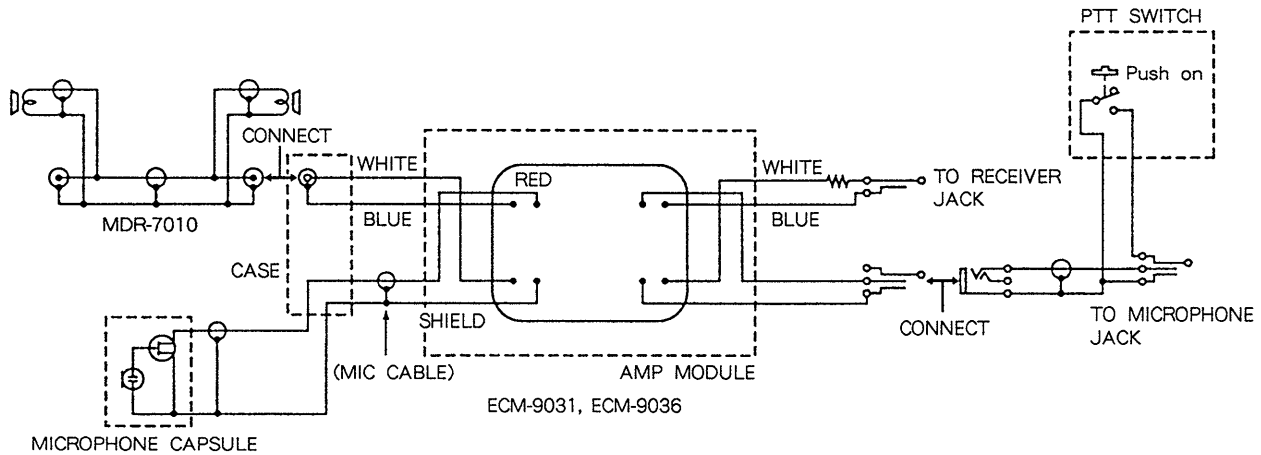 PTT SWITCH
Push on
CONNECT
WHITE
RED
WHITE
TO RECEIVER
JACK
BLUE
BLUE
MDR-7010
CASE
SHIELD
CONNECT
TO MICROPHONE
JACK
(MIC CABLE)
AMP MODULE
ECM-9031, ECM-9036
MICROPHONE CAPSULE